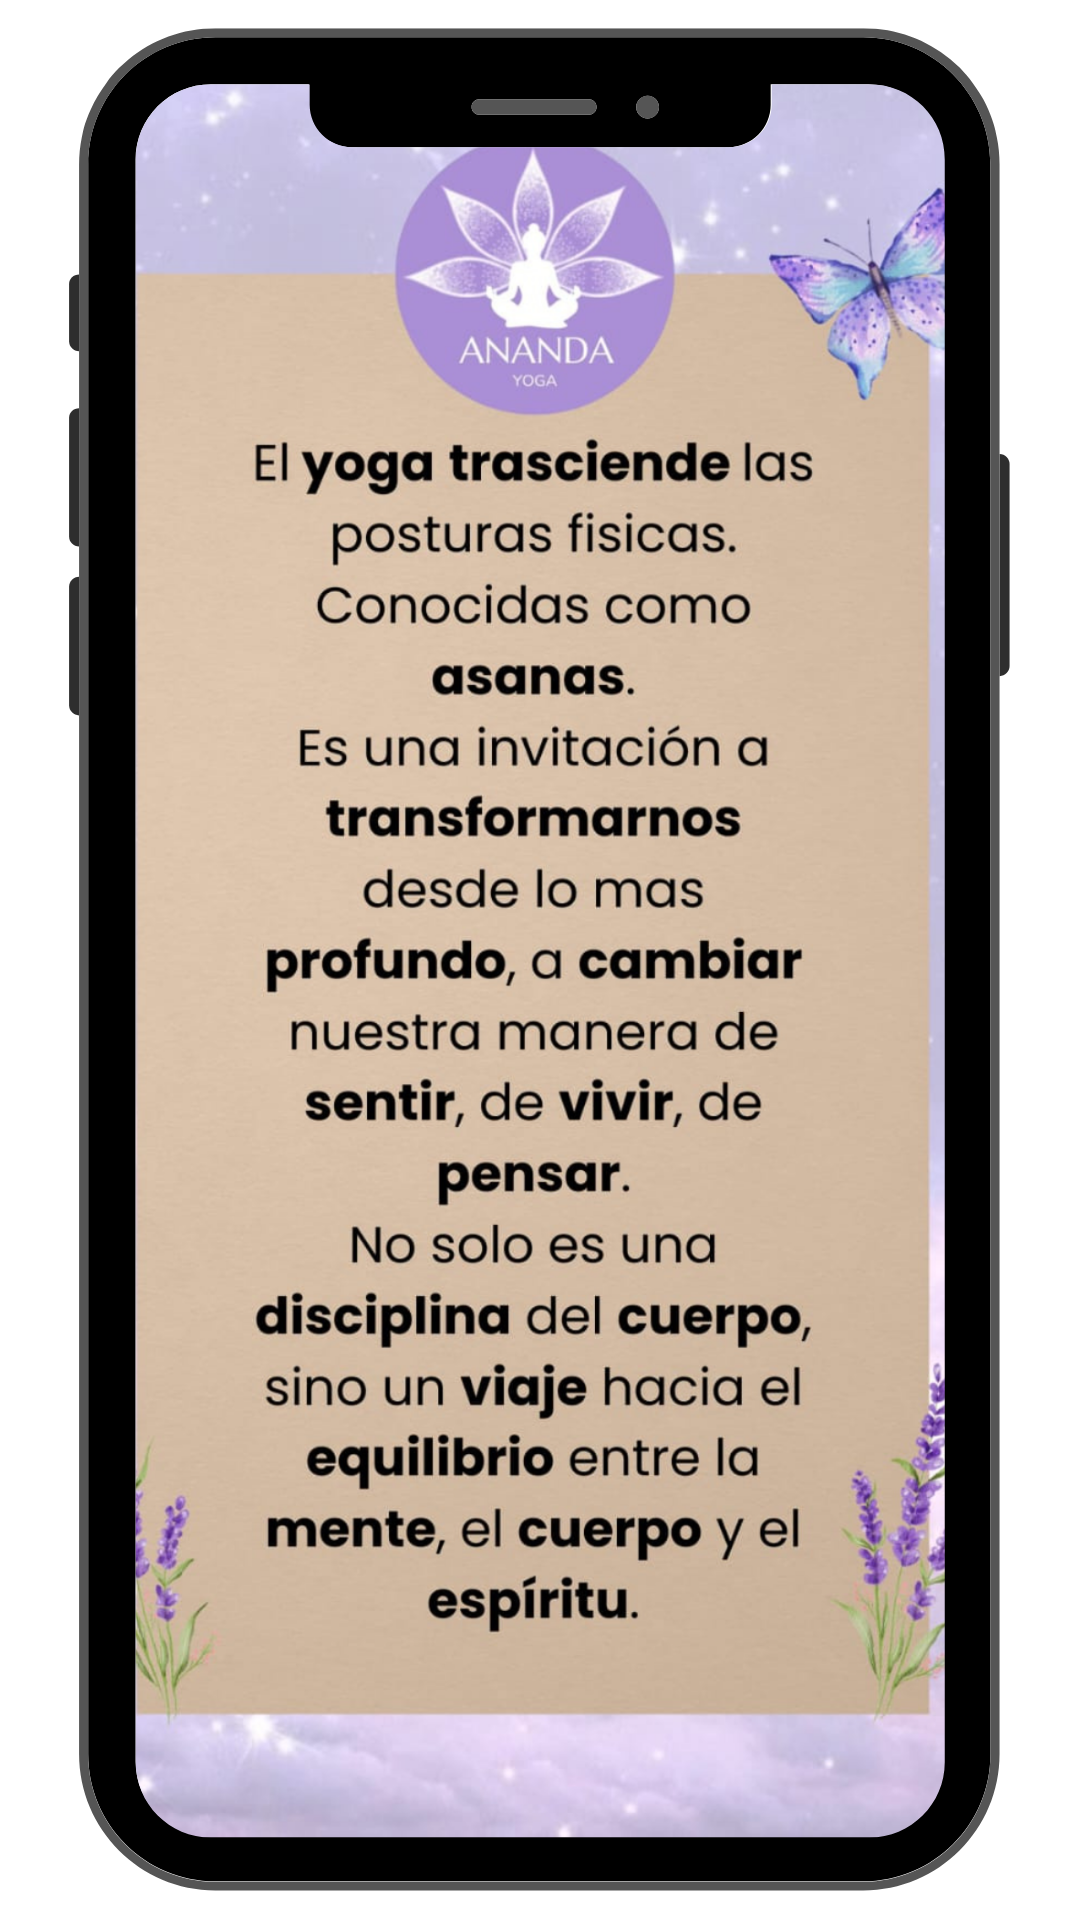 ANANDA
YOGA
El yoga trasciende las
posturas fisicas.
Conocidas como
asanas.
Es una invitación a
transformarnos
desde lo mas
profundo, a cambiar
nuestra manera de
sentir, de vivir, de
pensar.
No solo es una
disciplina del cuerpo,
sino un viaje hacia el
equilibrio entre la
mente, el cuerpo y el
espíritu.